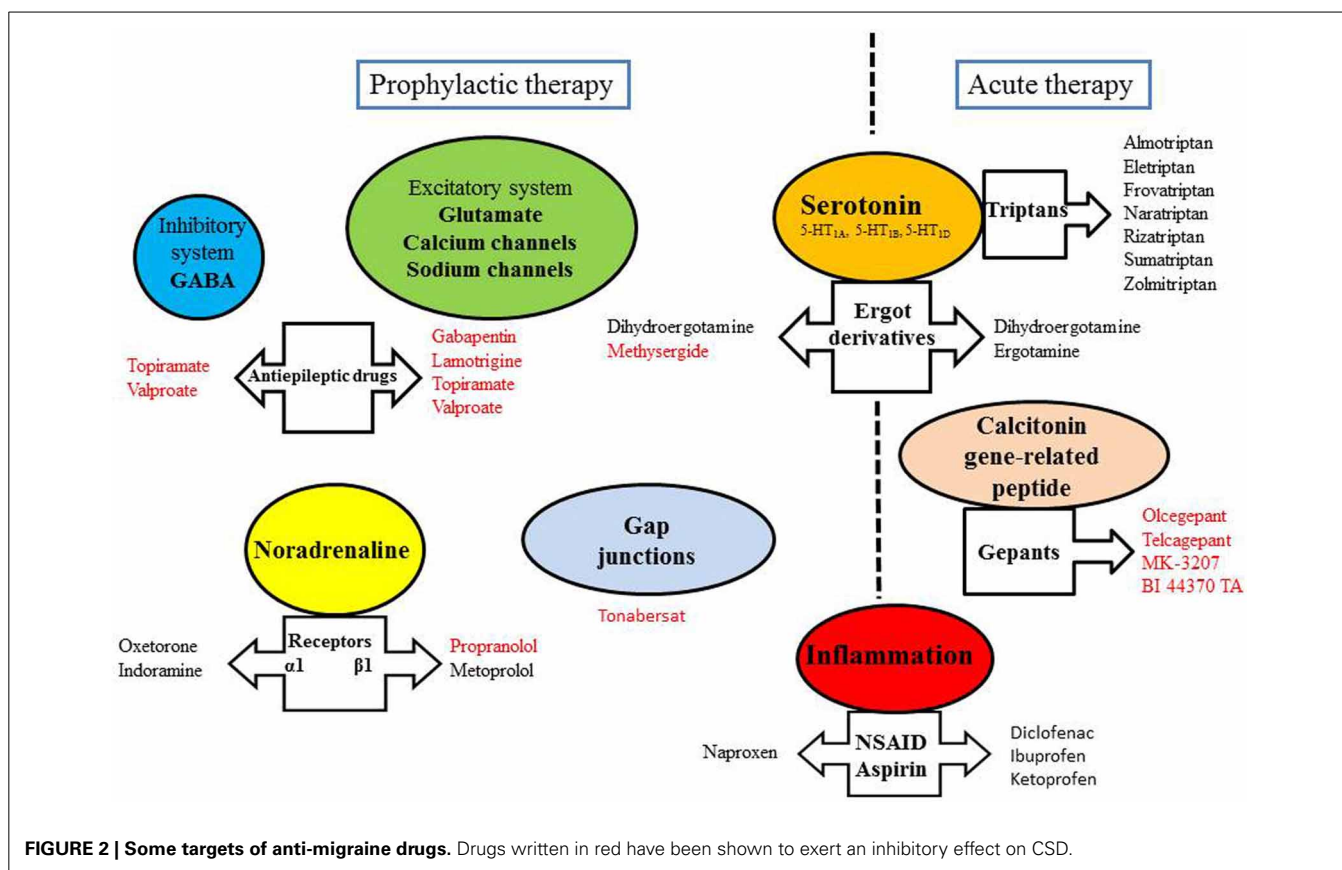 Prophylactic therapy
Acute therapy
Inhibitory
system
GABA
Excitatory system
Glutamate
Calcium channels
Sodium channels
Topiramate
Valproate
Antiepileptic drugs
Gabapentin
Lamotrigine
Topiramate
Valproate
Serotonin
5-HT1A, 5-HT1B, 5-HT1D
Triptans
Almotriptan
Eletriptan
Frovatriptan
Naratriptan
Rizatriptan
Sumatriptan
Zolmitriptan
Dihydroergotamine
Methysergide
Ergot
derivatives
Dihydroergotamine
Ergotamine
Calcitonin
gene-related
peptide
Gepants
Olcegepant
Telcagepant
MK-3207
BI 44370 TA
Noradrenaline
Oxetorone
Indoramine
Receptors
α1 β1
Propranolol
Metoprolol
Gap
junctions
Tonabersat
Inflammation
Naproxen
NSAID
Aspirin
Diclofenac
Ibuprofen
Ketoprofen
FIGURE 2 | Some targets of anti-migraine drugs. Drugs written in red have been shown to exert an inhibitory effect on CSD.